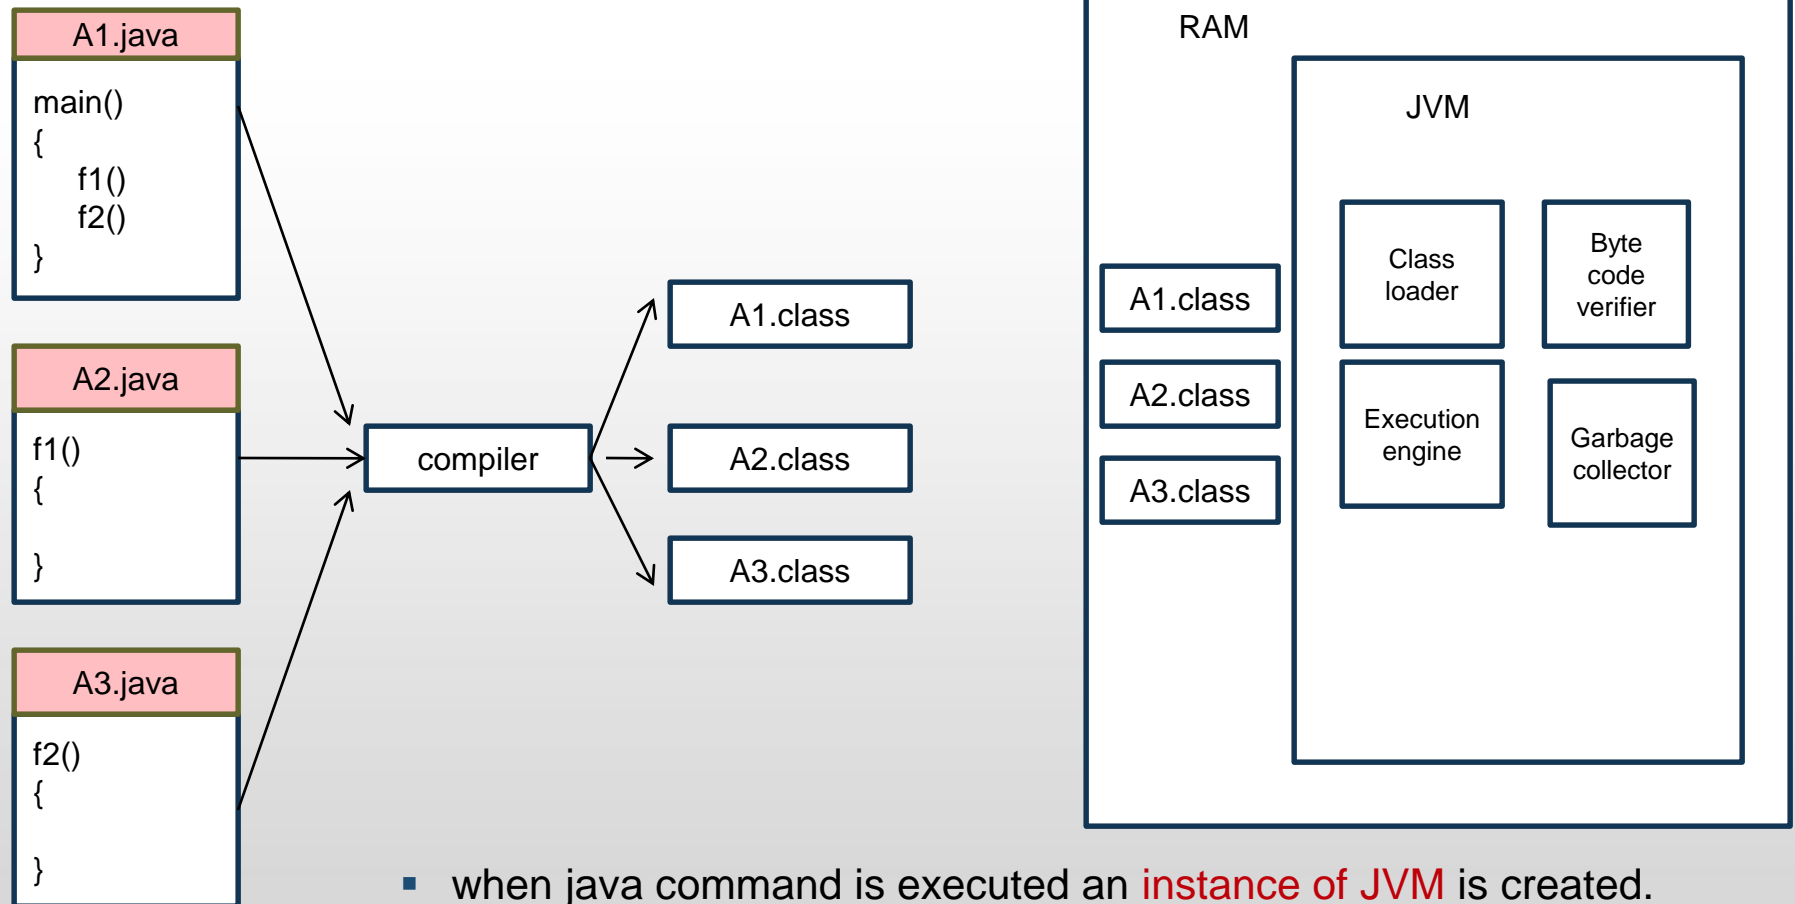 A1.java
main()
{
f1()
f2()
}
A2.java
f1()
{
}
A3.java
f2()
{
}
compiler
A1.class
A2.class
A3.class
RAM
A1.class
A2.class
A3.class
JVM
Class
loader
Byte
code
verifier
Execution
engine
Garbage
collector
▪ when java command is executed an instance of JVM is created.